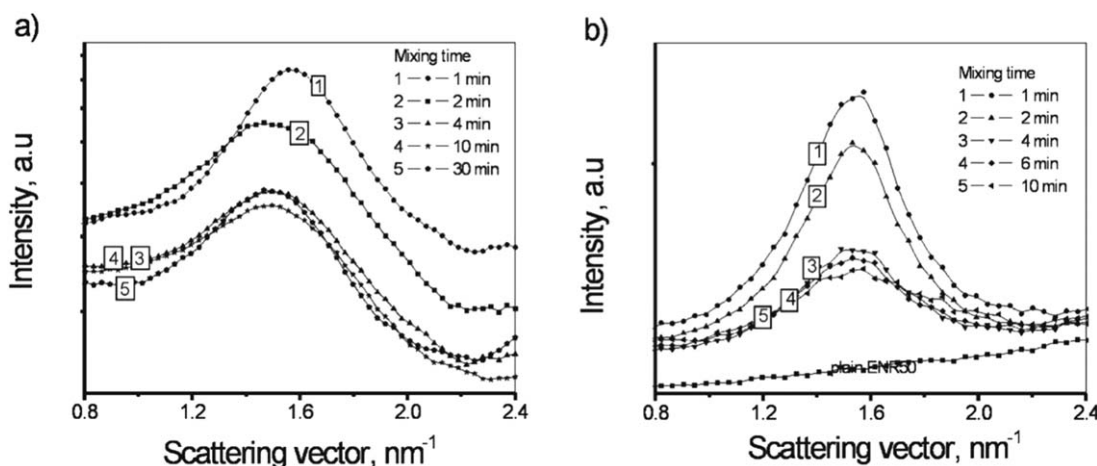 a)
Mixing time
1 1 min
2 2 min
3 4 min
4 10 min
5 30 min
1
2
4 3
5
Intensity, a.u
0.8 1.2 1.6 2.0 2.4
Scattering vector, nm-1
b)
Mixing time
1 1 min
2 2 min
3 4 min
4 6 min
5 10 min
1
2
3
4
5
plain ENR50
Intensity, a.u
0.8 1.2 1.6 2.0 2.4
Scattering vector, nm-1